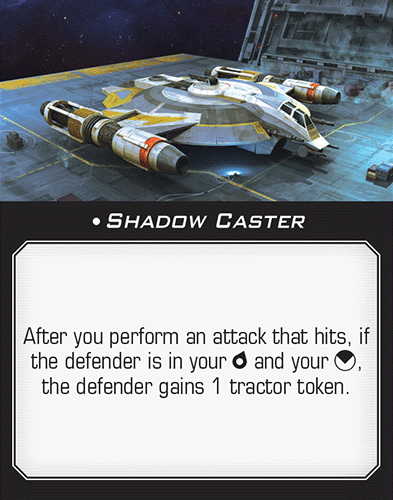 • SHADOW CASTER
After you perform an attack that hits, if
the defender is in your and your ,
the defender gains 1 tractor token.